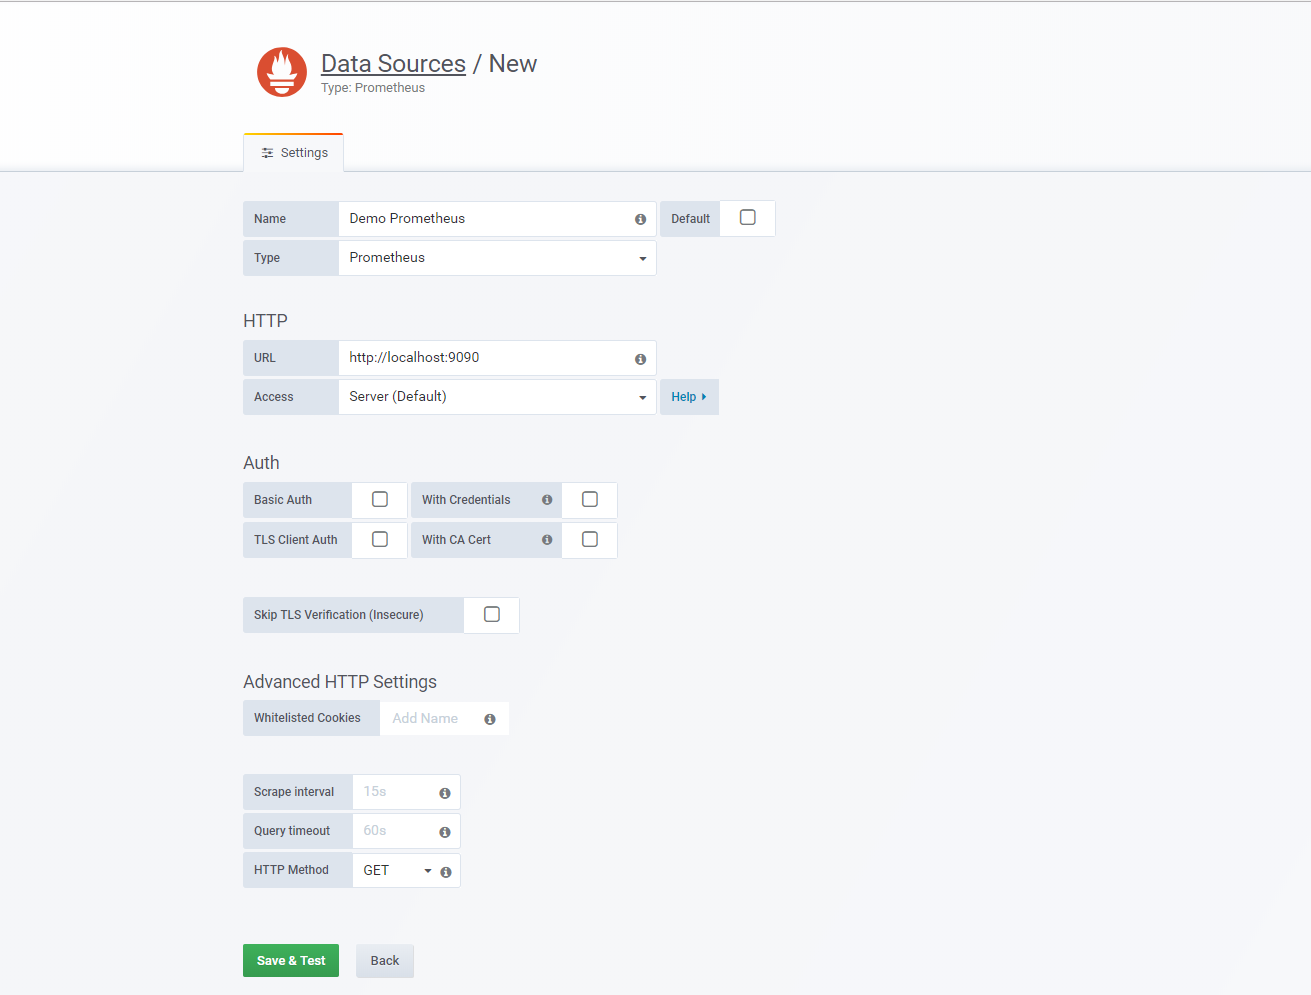 Data Sources / New
Type: Prometheus
Settings
Name Demo Prometheus Default
Type Prometheus
HTTP
URL http://localhost:9090
Access Server (Default) Help
Auth
Basic Auth With Credentials
TLS Client Auth With CA Cert
Skip TLS Verification (Insecure)
Advanced HTTP Settings
Whitelisted Cookies Add Name
Scrape interval 15s
Query timeout 60s
HTTP Method GET
Save & Test Back